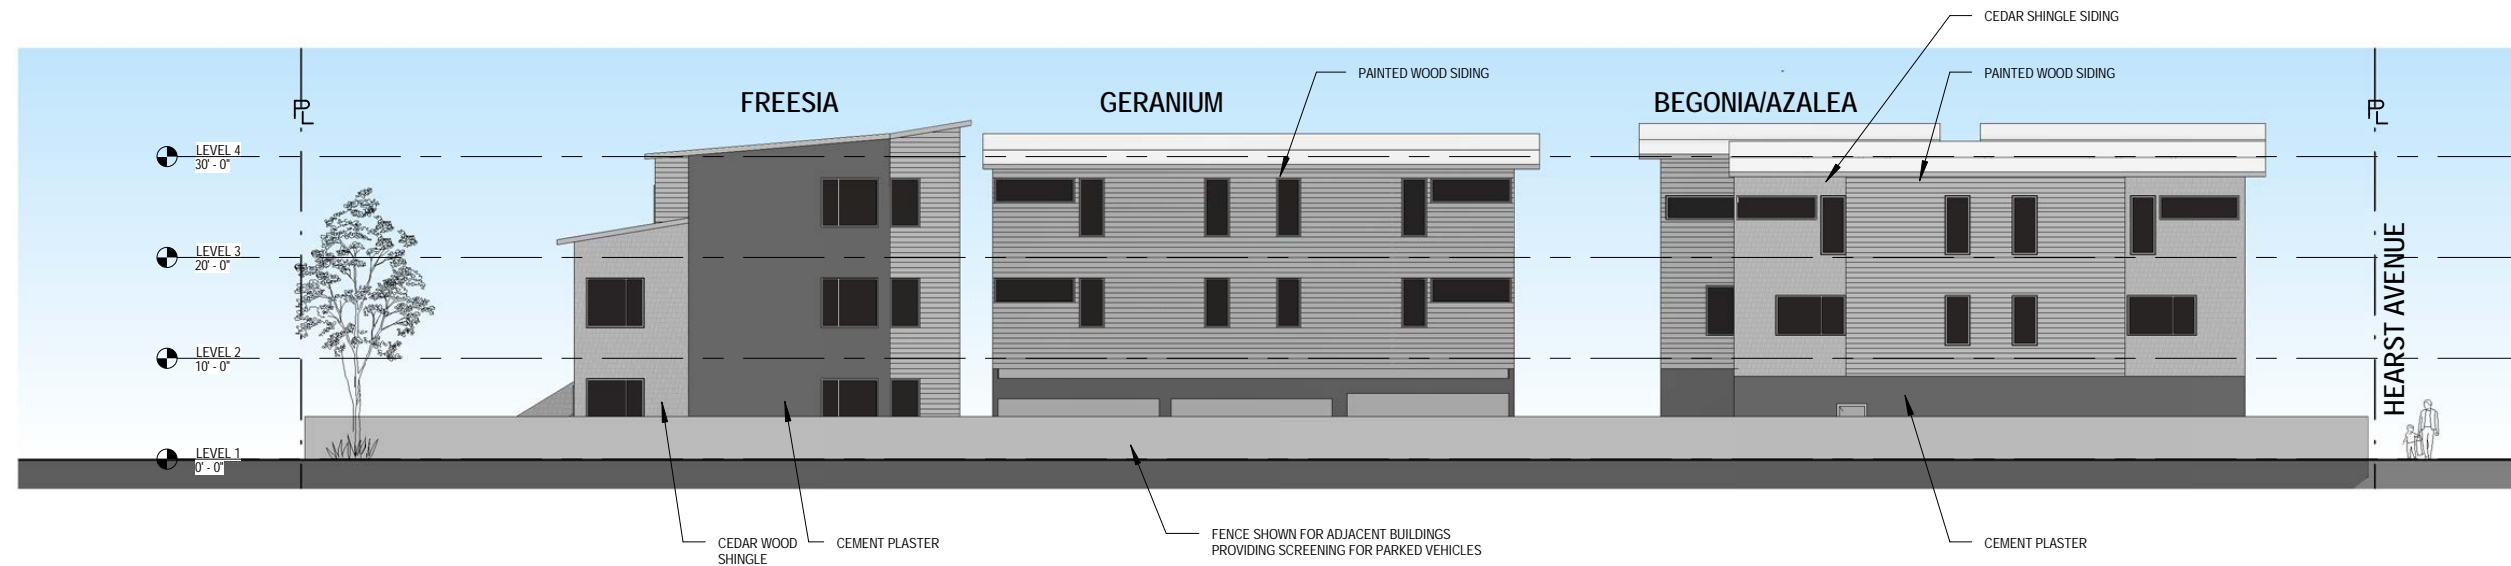 CEDAR SHINGLE SIDING
PAINTED WOOD SIDING
PAINTED WOOD SIDING
FREESIA
GERANIUM
BEGONIA/AZALEA
PL
PL
LEVEL 4
30' - 0"
LEVEL 3
20' - 0"
LEVEL 2
10' - 0"
LEVEL 1
0' - 0"
HEARST AVENUE
CEDAR WOOD
SHINGLE
CEMENT PLASTER
FENCE SHOWN FOR ADJACENT BUILDINGS
PROVIDING SCREENING FOR PARKED VEHICLES
CEMENT PLASTER